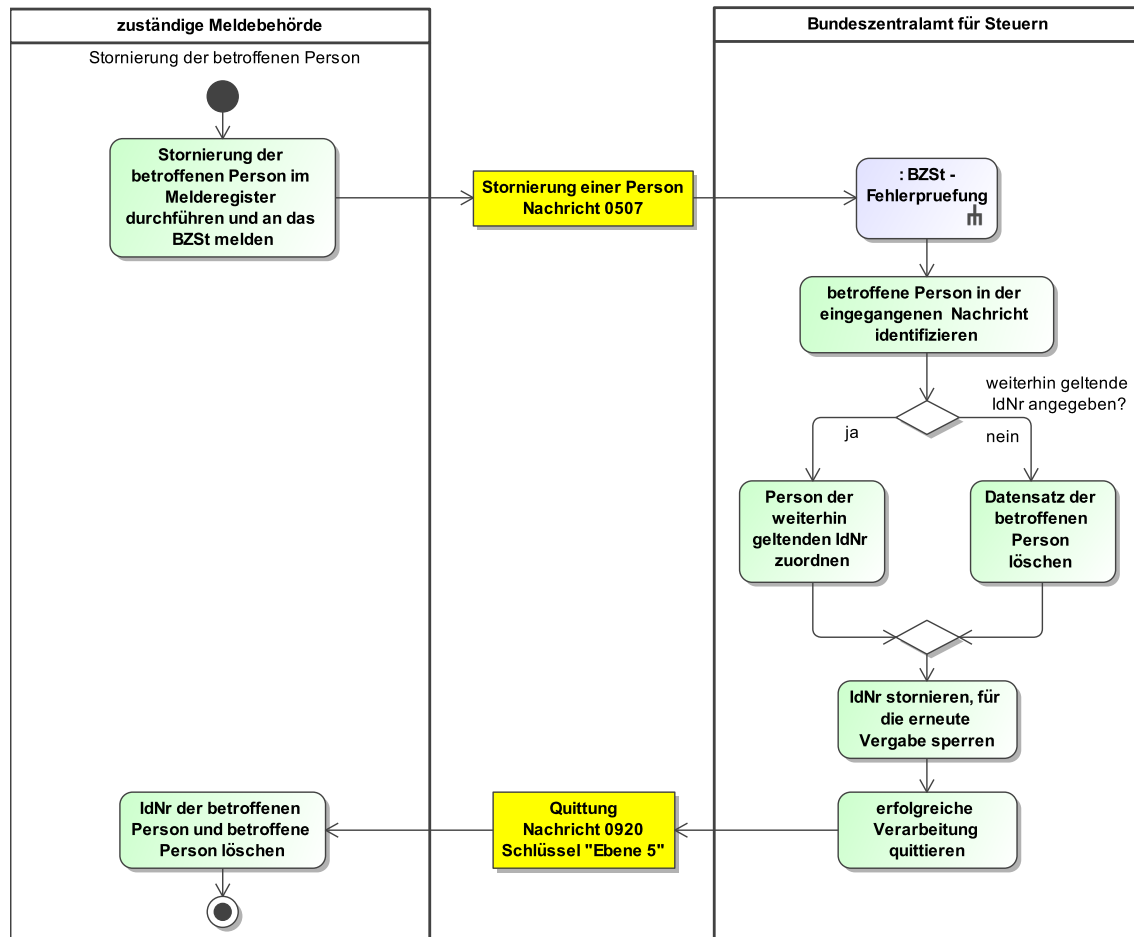 zuständige Meldebehörde
Bundeszentralamt für Steuern
Stornierung der betroffenen Person
Stornierung der
betroffenen Person im
Melderegister
durchführen und an das
BZSt melden
Stornierung einer Person
Nachricht 0507
: BZSt -
Fehlerpruefung
betroffene Person in der
eingegangenen Nachricht
identifizieren
weiterhin geltende
IdNr angegeben?
ja
nein
Person der
weiterhin
geltenden IdNr
zuordnen
Datensatz der
betroffenen
Person
löschen
IdNr stornieren, für
die erneute
Vergabe sperren
erfolgreiche
Verarbeitung
quittieren
Quittung
Nachricht 0920
Schlüssel "Ebene 5"
IdNr der betroffenen
Person und betroffene
Person löschen